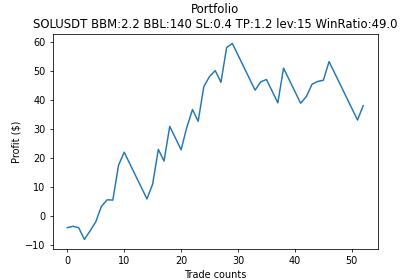 Portfolio
SOLUSDT BBM:2.2 BBL:140 SL:0.4 TP:1.2 lev:15 WinRatio:49.0
60
50
40
30
20
10
0
−10
Profit ($)
0 10 20 30 40 50
Trade counts